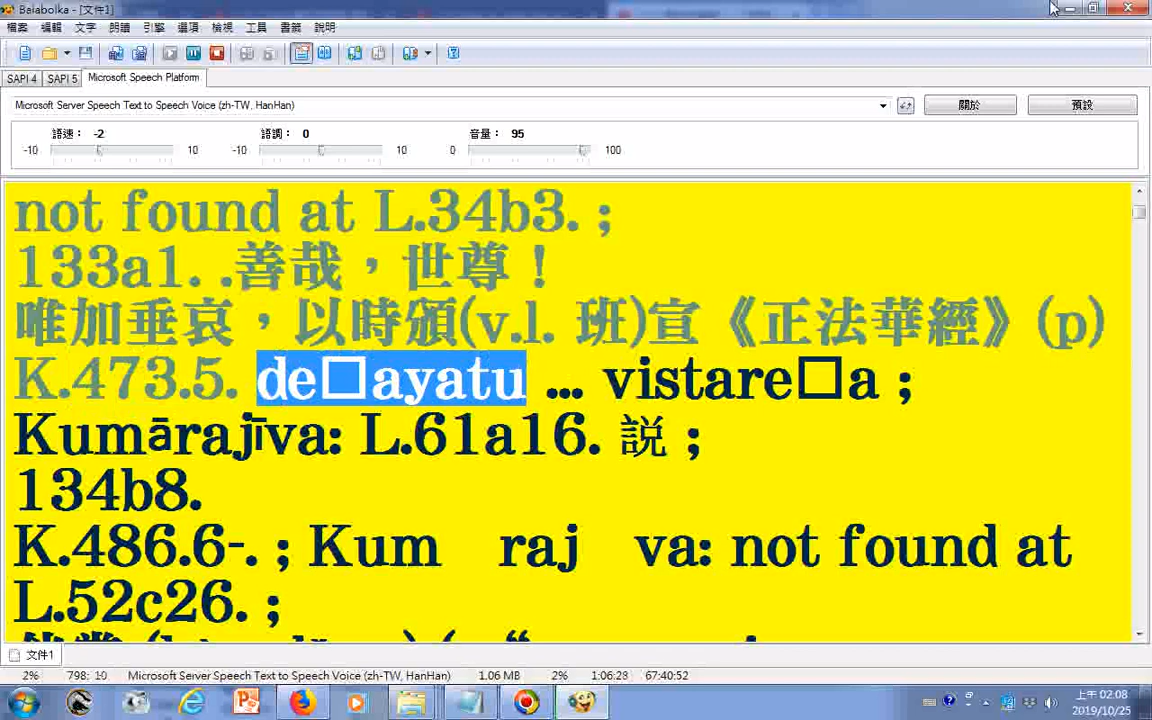 Balabolka - [文件1]
檔案 編輯 文字 朗讀 引擎 選項 檢視 工具 書籤 說明
SAPI 4 SAPI 5 Microsoft Speech Platform
Microsoft Server Speech Text to Speech Voice (zh-TW, HanHan) 關於 預設
語速： -2 語調： 0 音量： 95
-10 10 -10 10 0 100
not found at L.34b3. ;
133a1. .善哉，世尊！
唯加垂哀，以時頒(v.l. 班)宣《正法華經》(p)
K.473.5. de□ayatu ... vistare□a ;
Kumārajīva: L.61a16. 説 ;
134b8.
K.486.6-. ; Kum raj va: not found at
L.52c26. ;
文件1
2% 798: 10 Microsoft Server Speech Text to Speech Voice (zh-TW, HanHan) 1.06 MB 2% 1:06:28 67:40:52
上午 02:08
2019/10/25